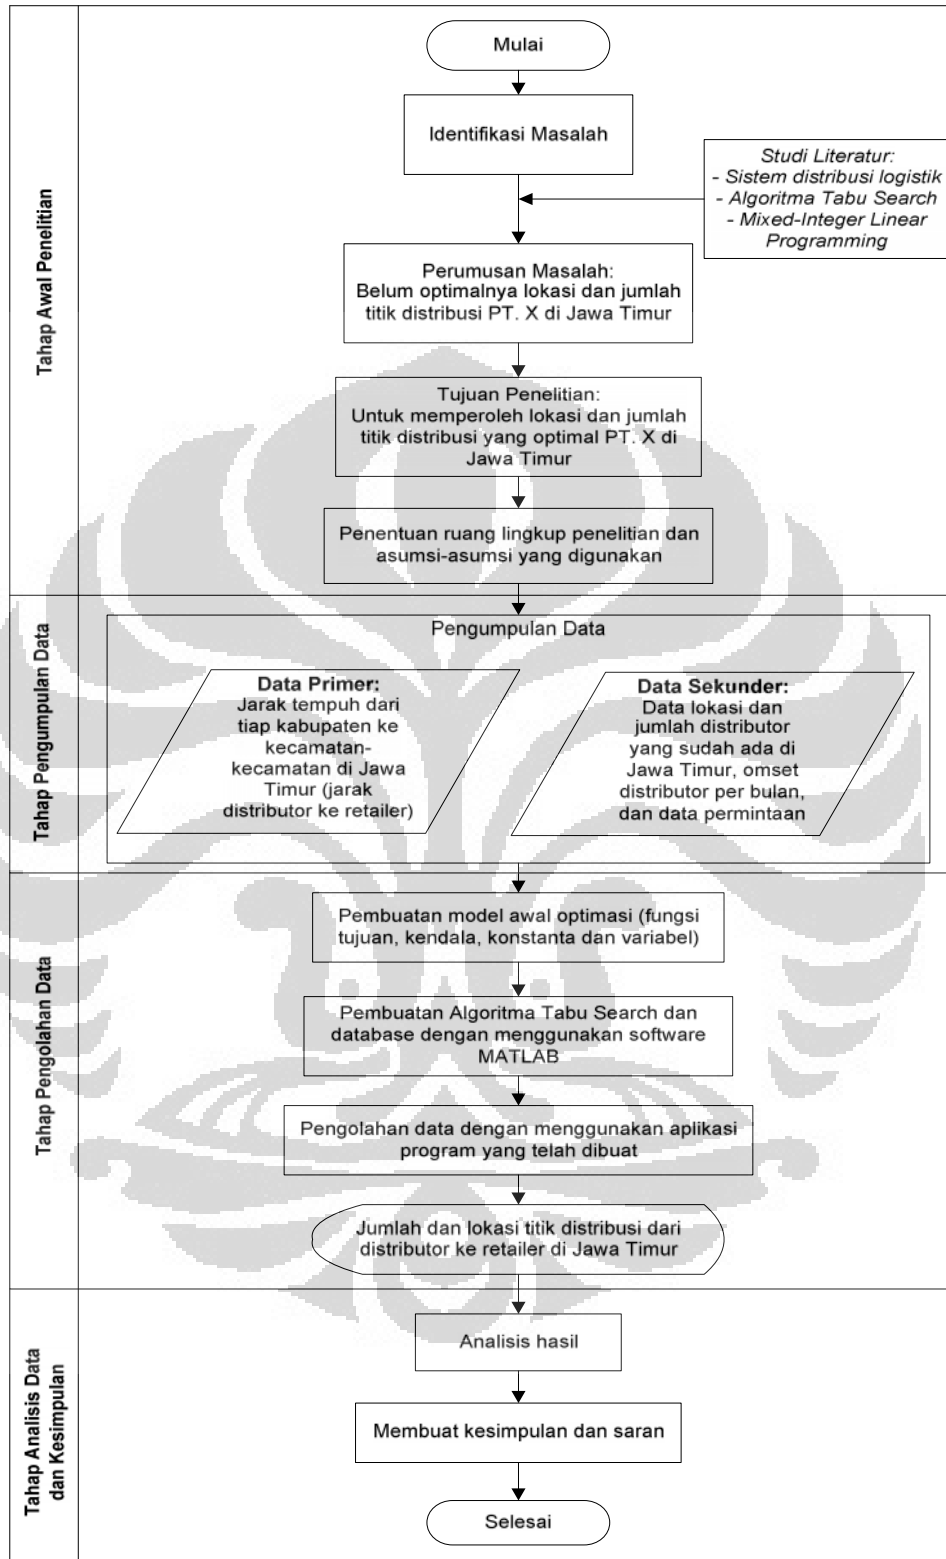 Tahap Awal Penelitian
Mulai
Identifikasi Masalah
Studi Literatur:
- Sistem distribusi logistik
- Algoritma Tabu Search
- Mixed-Integer Linear
Programming
Perumusan Masalah:
Belum optimalnya lokasi dan jumlah
titik distribusi PT. X di Jawa Timur
Tujuan Penelitian:
Untuk memperoleh lokasi dan jumlah
titik distribusi yang optimal PT. X di
Jawa Timur
Penentuan ruang lingkup penelitian dan
asumsi-asumsi yang digunakan
Tahap Pengumpulan Data
Pengumpulan Data
Data Primer:
Jarak tempuh dari
tiap kabupaten ke
kecamatan-
kecamatan di Jawa
Timur (jarak
distributor ke retailer)
Data Sekunder:
Data lokasi dan
jumlah distributor
yang sudah ada di
Jawa Timur, omset
distributor per bulan,
dan data permintaan
Tahap Pengolahan Data
Pembuatan model awal optimasi (fungsi
tujuan, kendala, konstanta dan variabel)
Pembuatan Algoritma Tabu Search dan
database dengan menggunakan software
MATLAB
Pengolahan data dengan menggunakan aplikasi
program yang telah dibuat
Jumlah dan lokasi titik distribusi dari
distributor ke retailer di Jawa Timur
Tahap Analisis Data
dan Kesimpulan
Analisis hasil
Membuat kesimpulan dan saran
Selesai